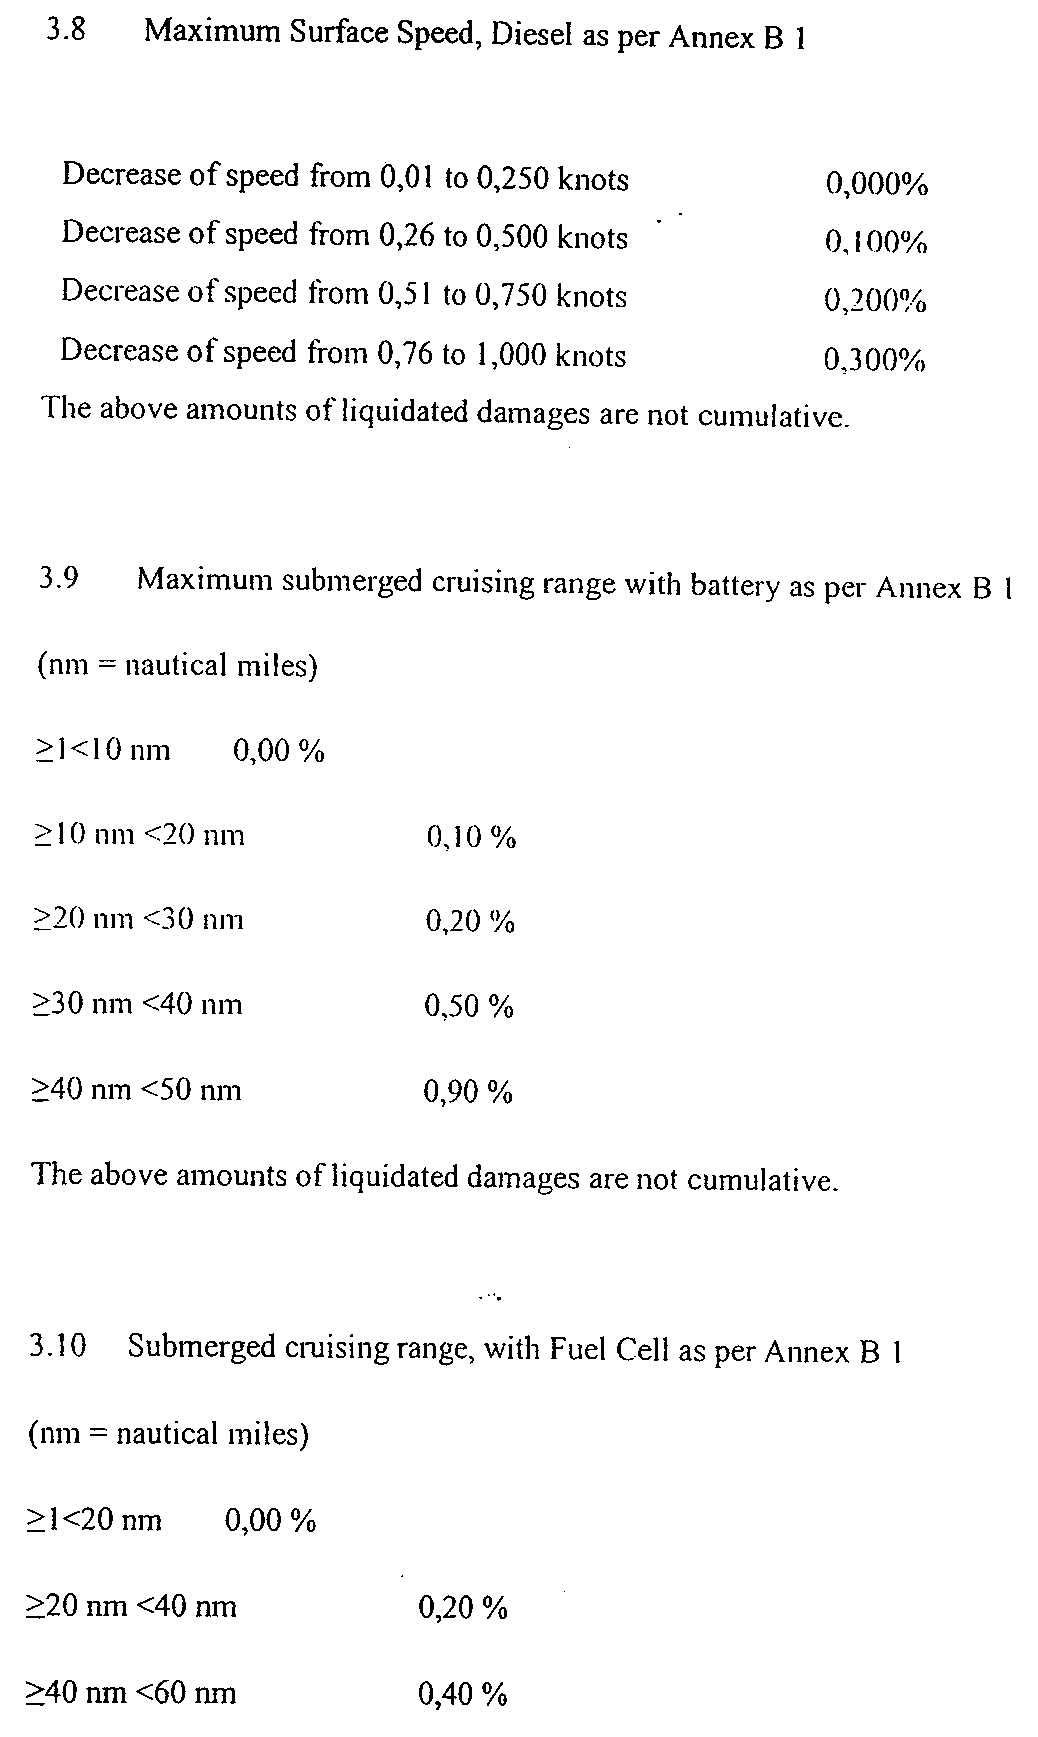 3.8 Maximum Surface Speed, Diesel as per Annex B 1
Decrease of speed from 0,01 to 0,250 knots 0,000%
Decrease of speed from 0,26 to 0,500 knots 0,100%
Decrease of speed from 0,51 to 0,750 knots 0,200%
Decrease of speed from 0,76 to 1,000 knots 0,300%
The above amounts of liquidated damages are not cumulative.
3.9 Maximum submerged cruising range with battery as per Annex B 1
(nm = nautical miles)
≥1<10 nm 0,00 %
≥10 nm <20 nm 0,10 %
≥20 nm <30 nm 0,20 %
≥30 nm <40 nm 0,50 %
≥40 nm <50 nm 0,90 %
The above amounts of liquidated damages are not cumulative.
3.10 Submerged cruising range, with Fuel Cell as per Annex B 1
(nm = nautical miles)
≥1<20 nm 0,00 %
≥20 nm <40 nm 0,20 %
≥40 nm <60 nm 0,40 %